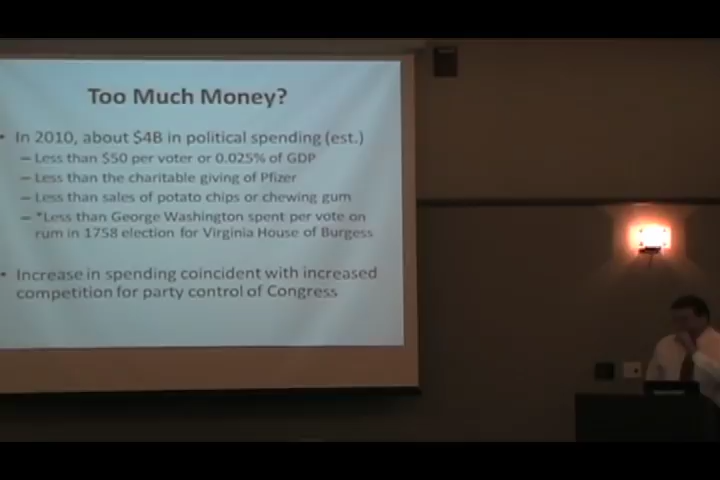 Too Much Money?
• In 2010, about $4B in political spending (est.)
– Less than $50 per voter or 0.025% of GDP
– Less than the charitable giving of Pfizer
– Less than sales of potato chips or chewing gum
– *Less than George Washington spent per vote on
rum in 1758 election for Virginia House of Burgess
• Increase in spending coincident with increased
competition for party control of Congress